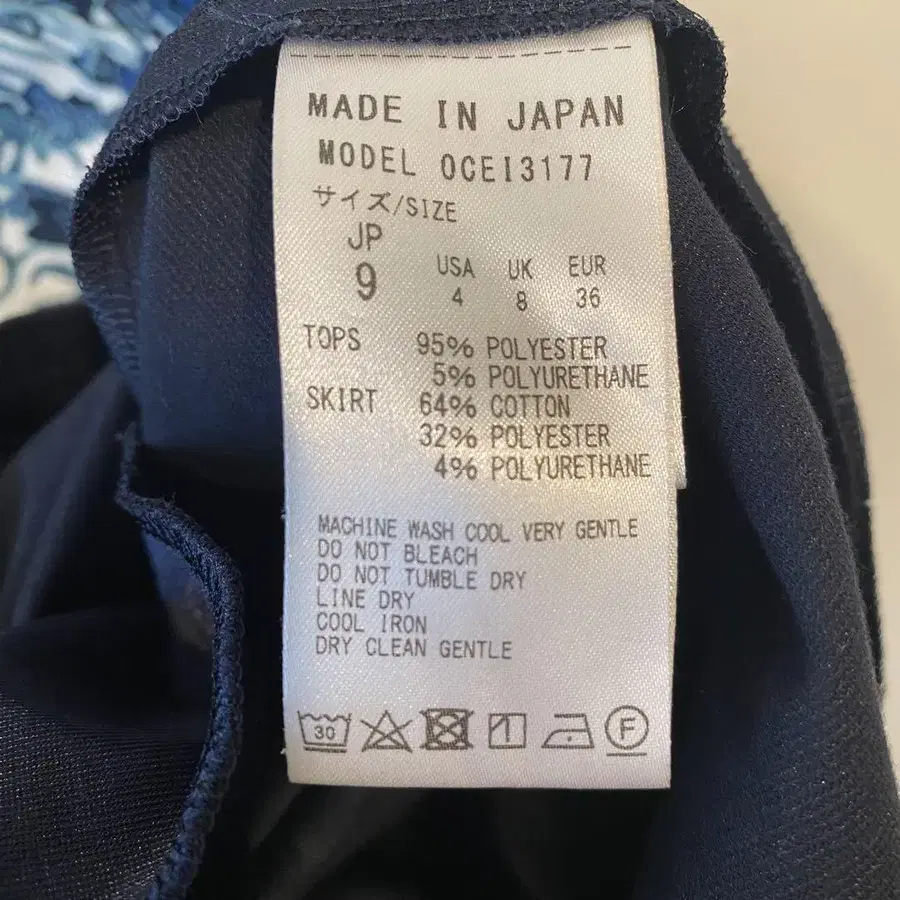 MADE IN JAPAN
MODEL OCEI3177
サイズ/SIZE
JP USA UK EUR
9 4 8 36
TOPS 95% POLYESTER
5% POLYURETHANE
SKIRT 64% COTTON
32% POLYESTER
4% POLYURETHANE
MACHINE WASH COOL VERY GENTLE
DO NOT BLEACH
DO NOT TUMBLE DRY
LINE DRY
COOL IRON
DRY CLEAN GENTLE
30 F